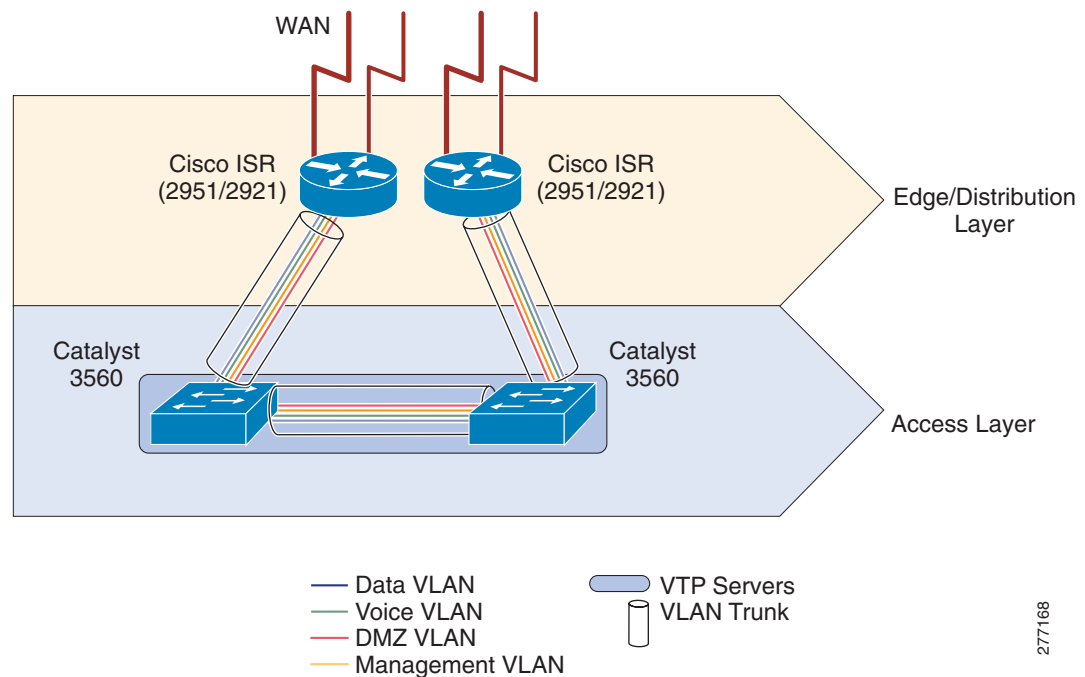 WAN
Cisco ISR
(2951/2921)
Cisco ISR
(2951/2921)
Edge/Distribution
Layer
Catalyst
3560
Catalyst
3560
Access Layer
Data VLAN
Voice VLAN
DMZ VLAN
Management VLAN
VTP Servers
VLAN Trunk
277168